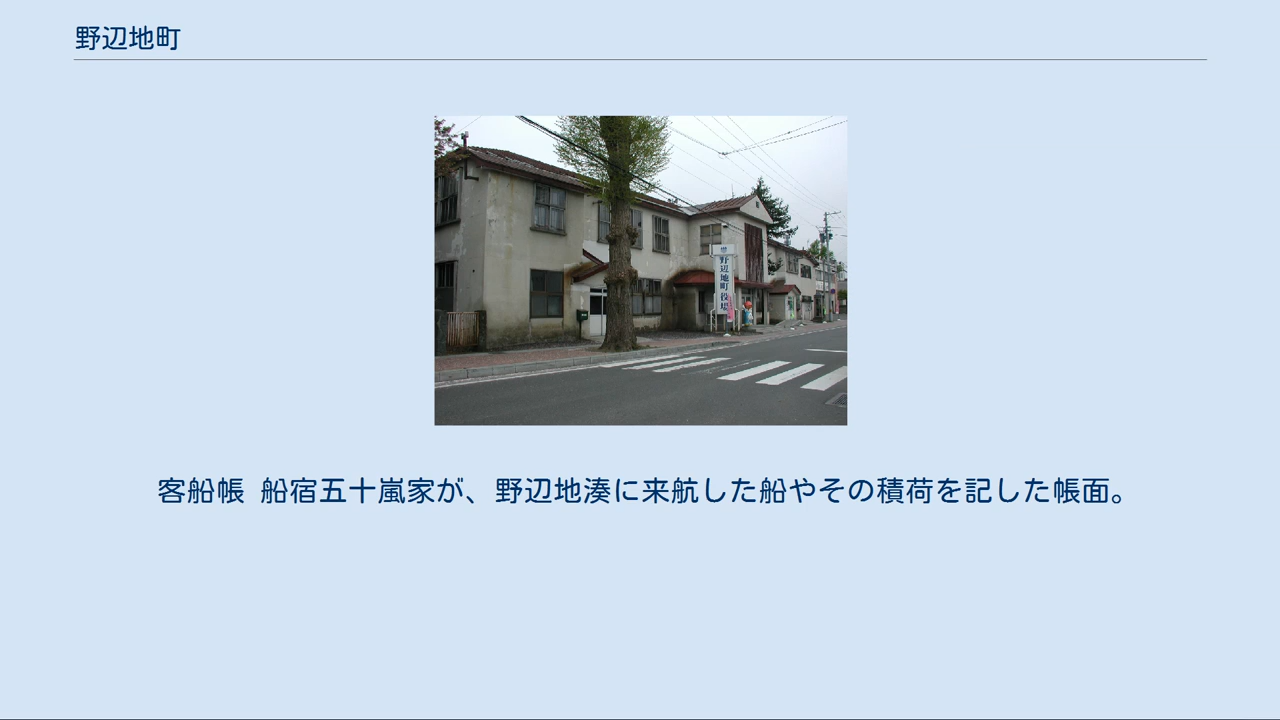 野辺地町
野辺地町役場
客船帳 船宿五十嵐家が、野辺地湊に来航した船やその積荷を記した帳面。